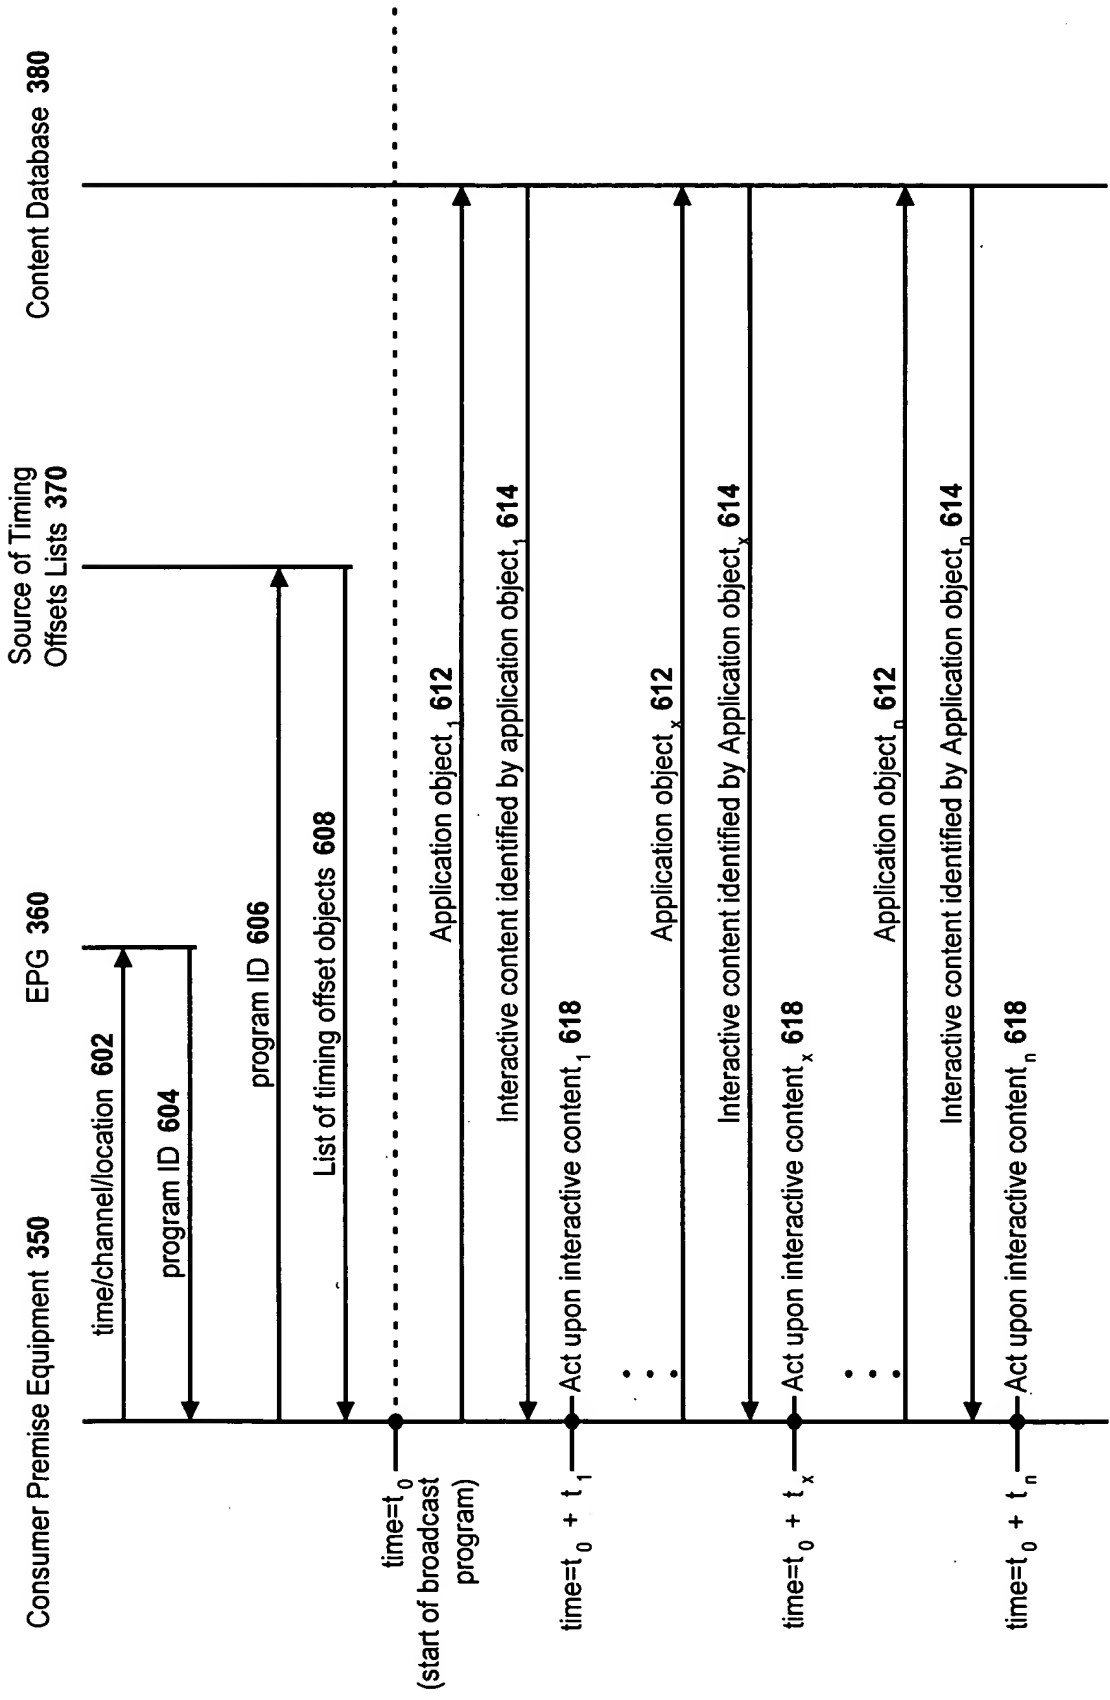 Consumer Premise Equipment 350
EPG 360
Source of Timing
Offsets Lists 370
Content Database 380
time/channel/location 602
program ID 604
program ID 606
List of timing offset objects 608
time=t0
(start of broadcast
program)
Application object1 612
Interactive content identified by application object1 614
time=t0 + t1
Act upon interactive content1 618
Application objectx 612
Interactive content identified by Application objectx 614
time=t0 + tx
Act upon interactive contentx 618
Application objectn 612
Interactive content identified by Application objectn 614
time=t0 + tn
Act upon interactive contentn 618